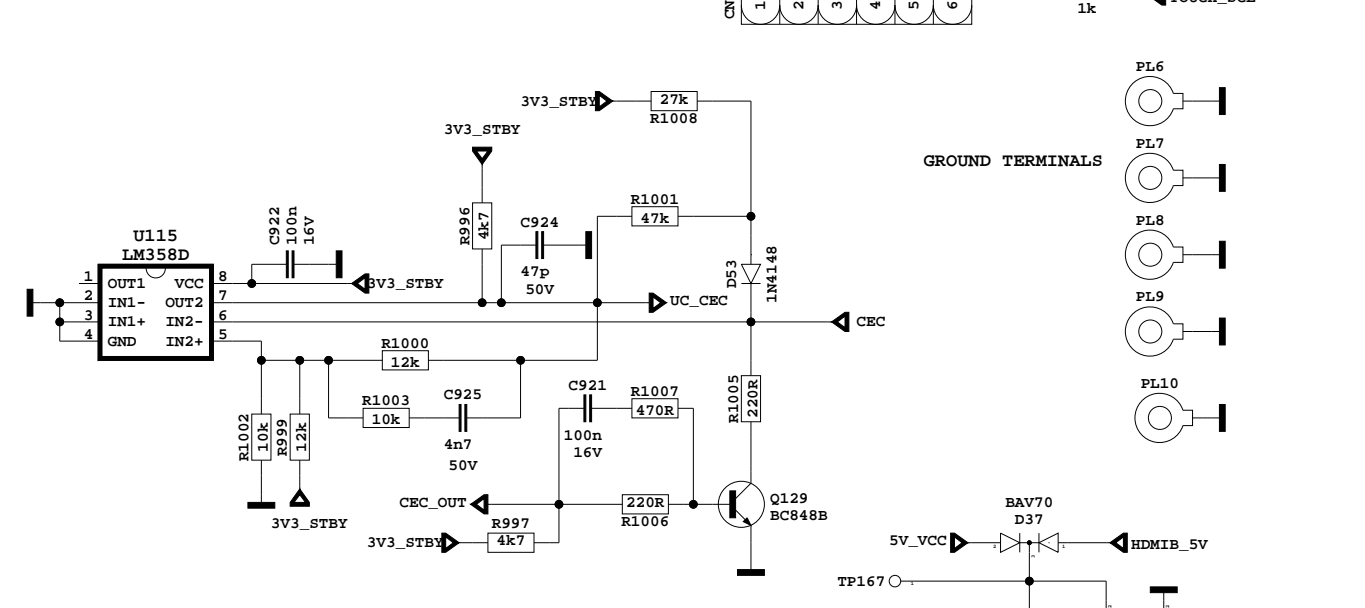 CN
1 2 3 4 5 6
1k
PL6
3V3_STBY
27k
R1008
3V3_STBY
PL7
GROUND TERMINALS
R1001
47k
R996
4k7
C924
47p
50V
PL8
C922
100n
16V
U115
LM358D
D53
1N4148
1 OUT1 VCC 8
3V3_STBY
2 IN1- OUT2 7
UC_CEC
PL9
3 IN1+ IN2- 6
CEC
4 GND IN2+ 5
R1000
12k
R1003
10k
C925
4n7
50V
C921
100n
16V
R1007
470R
R1005
220R
PL10
R1002
10k
R999
12k
3V3_STBY
CEC_OUT
220R
R1006
Q129
BC848B
R997
3V3_STBY
4k7
BAV70
D37
5V_VCC
HDMIB_5V
TP167